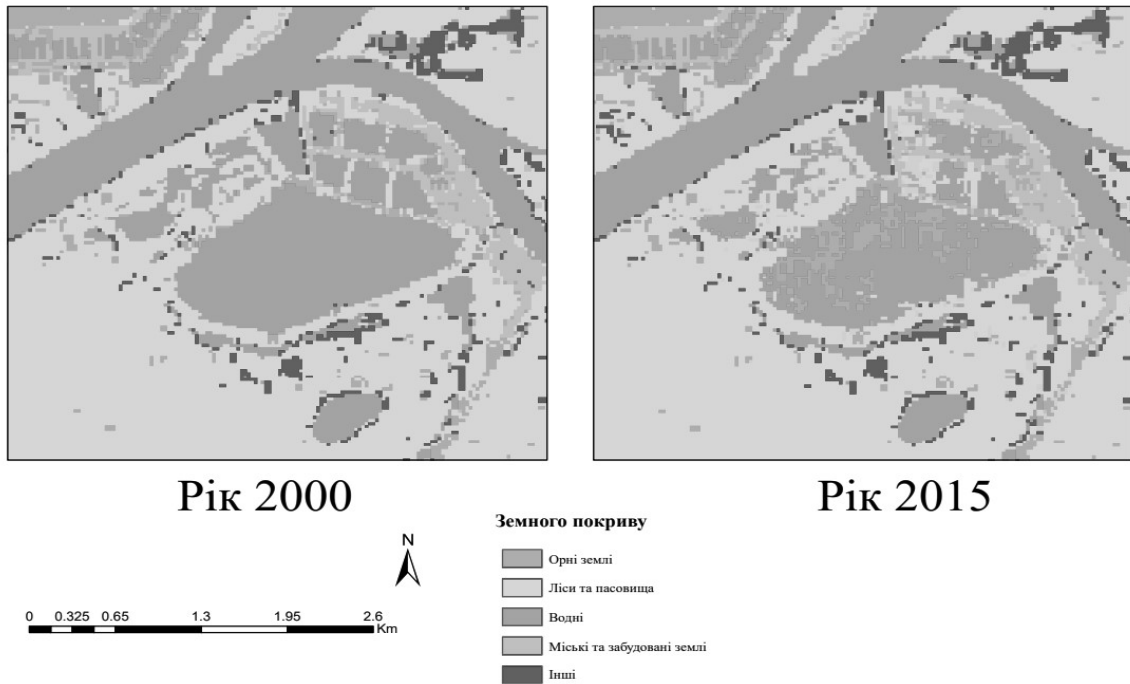 Рік 2000
Рік 2015
Земного покриву
N
Орні землі
Ліси та пасовища
0 0.325 0.65 1.3 1.95 2.6
Km
Водні
Міські та забудовані землі
Інші